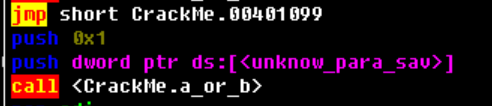 jmp short CrackMe.00401099
push 0x1
push dword ptr ds:[<unknow_para_sav>]
call <CrackMe.a_or_b>